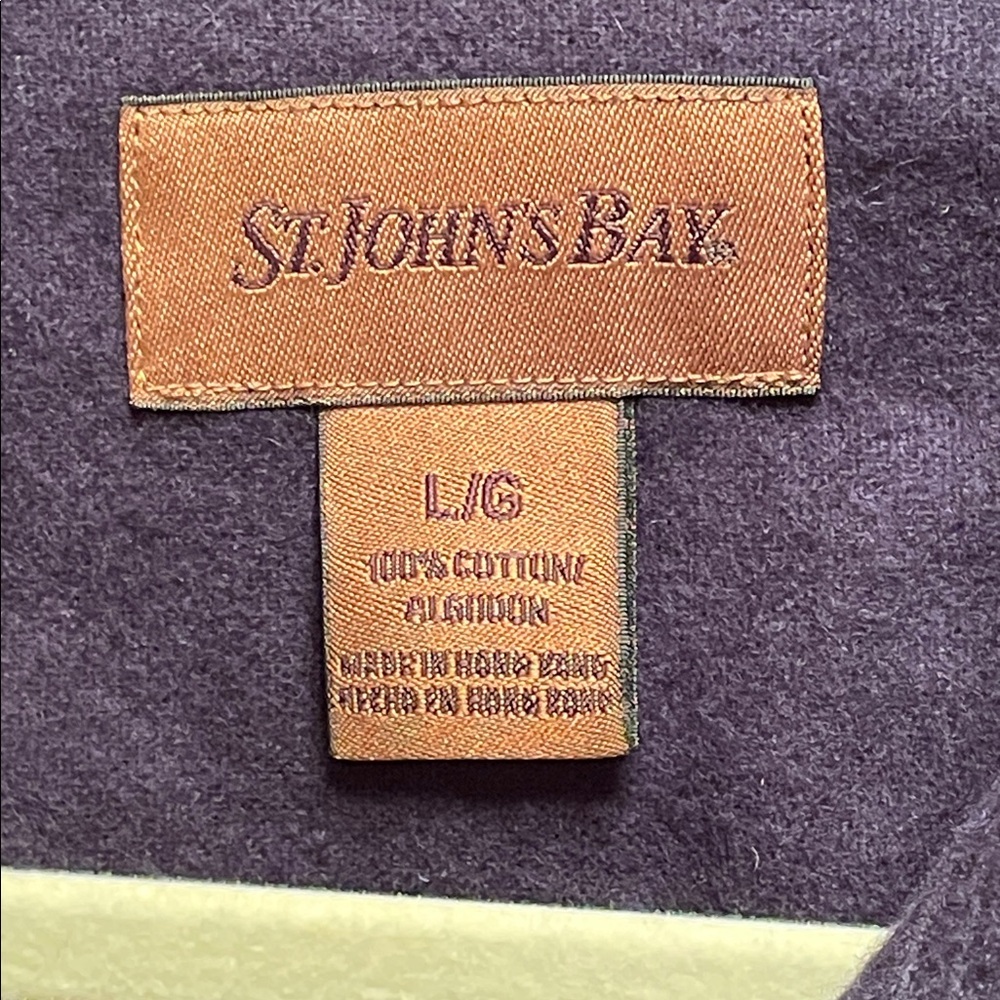 ST. JOHN'S BAY®
L/G
100% COTTON/
ALGODON
MADE IN HONG KONG
HECHO EN HONG KONG